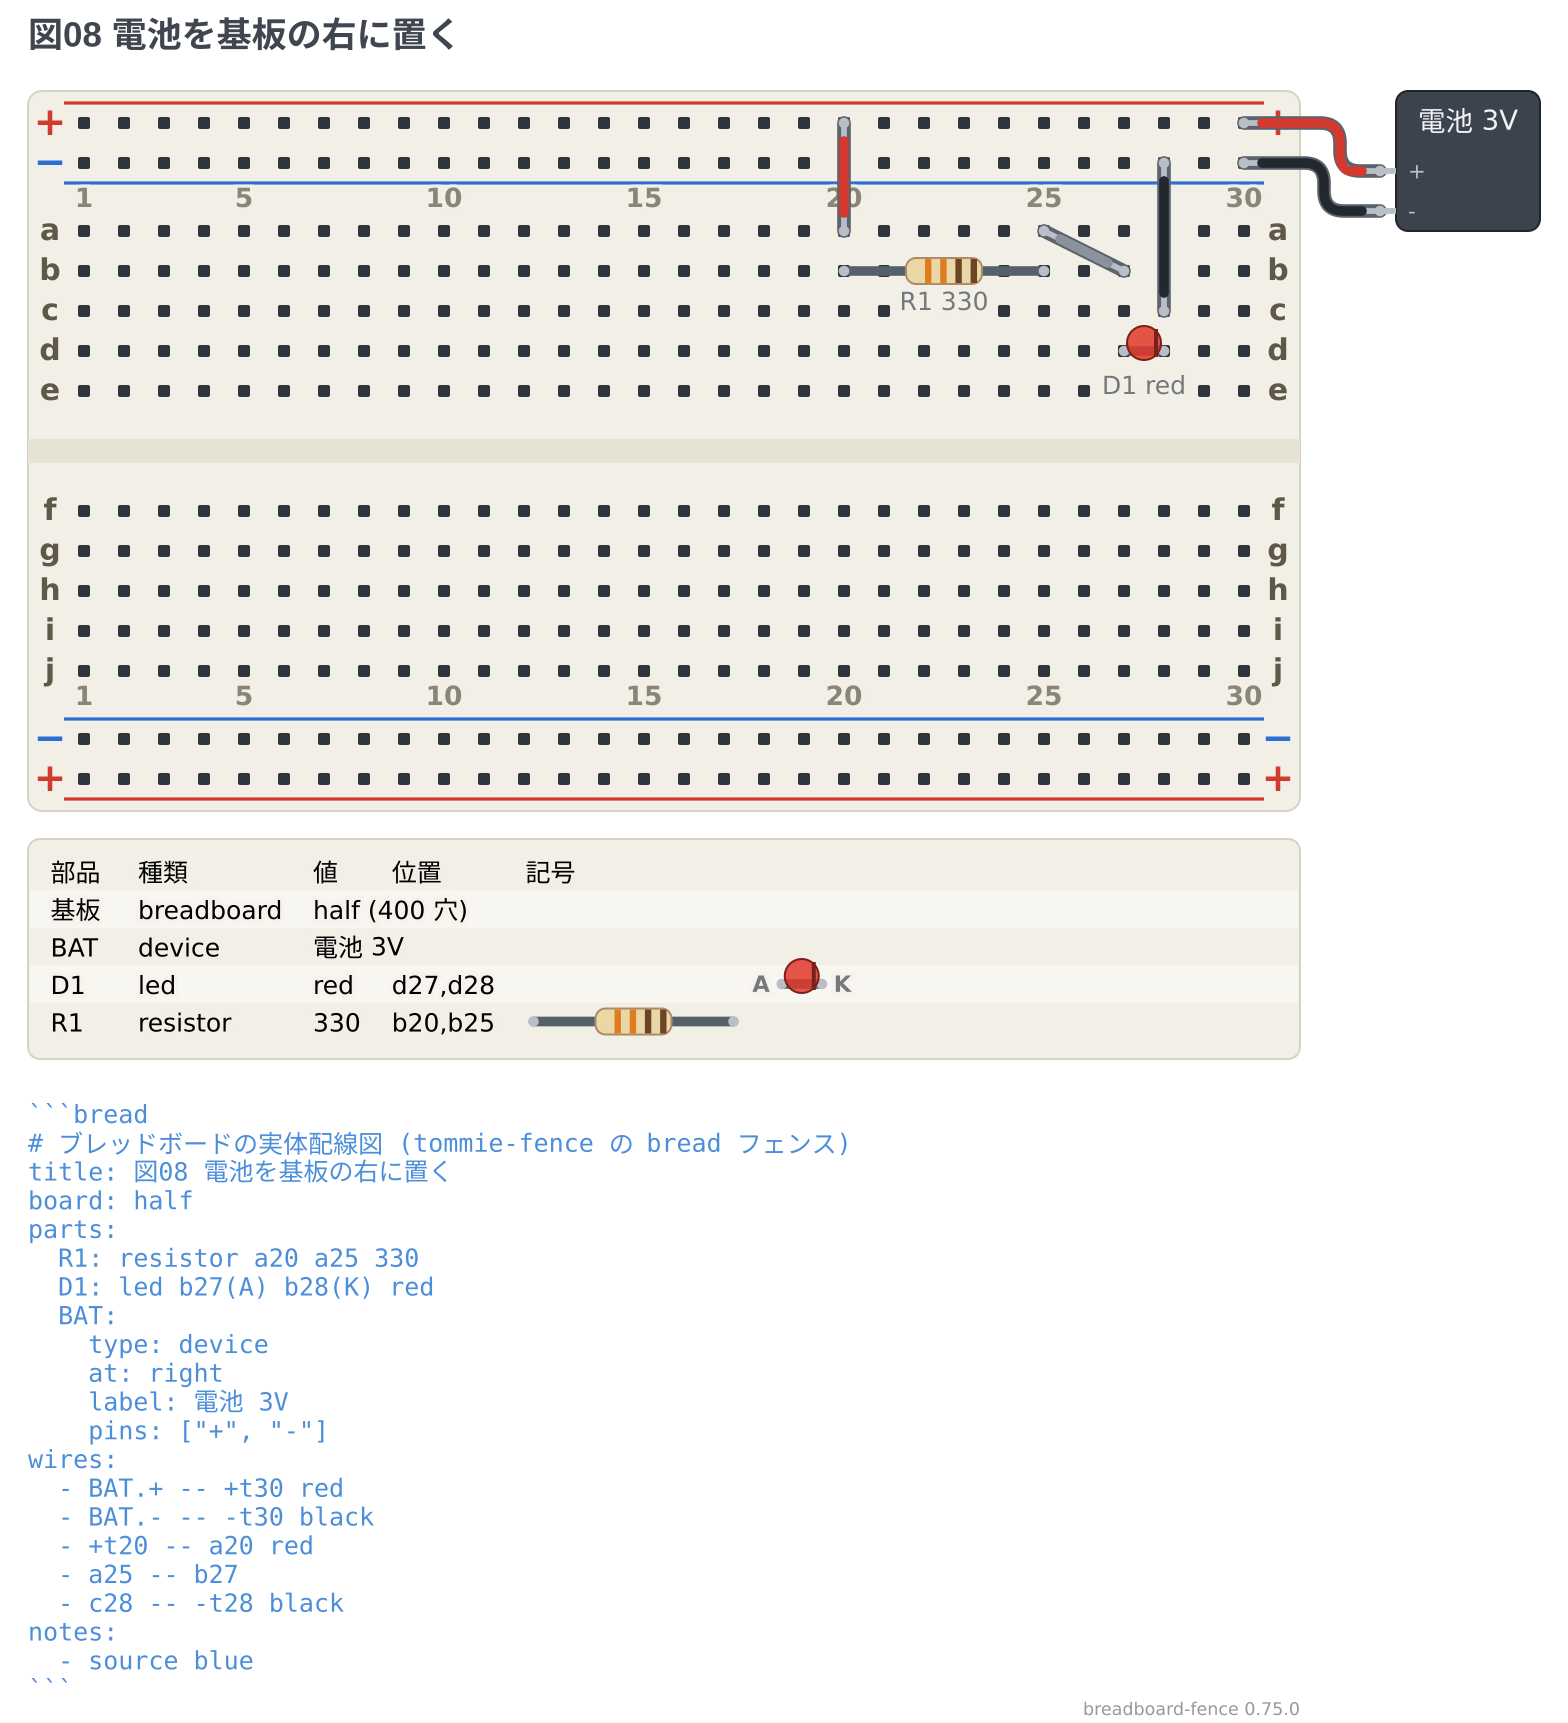 図08 電池を基板の右に置く
+ +
− 
1 5 10 15 20 25 30
電池 3V
+
-
a a
b b
R1 330
c c
d d
D1 red
e e
f f
g g
h h
i i
j j
1 5 10 15 20 25 30
− −
+ +
部品 種類 値 位置 記号
基板 breadboard half (400 穴)
BAT device 電池 3V
D1 led red d27,d28 A K
R1 resistor 330 b20,b25
```bread
# ブレッドボードの実体配線図 (tommie-fence の bread フェンス)
title: 図08 電池を基板の右に置く
board: half
parts:
  R1: resistor a20 a25 330
  D1: led b27(A) b28(K) red
  BAT:
    type: device
    at: right
    label: 電池 3V
    pins: ["+", "-"]
wires:
  - BAT.+ -- +t30 red
  - BAT.- -- -t30 black
  - +t20 -- a20 red
  - a25 -- b27
  - c28 -- -t28 black
notes:
  - source blue
```
breadboard-fence 0.75.0